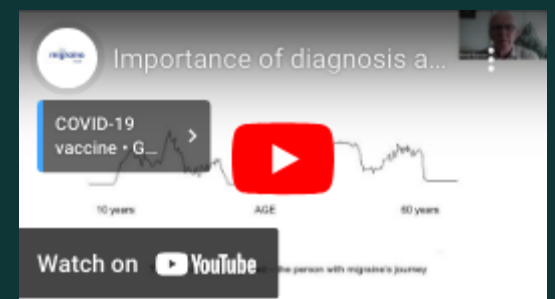 migraine
Importance of diagnosis a...
COVID-19
vaccine • G...
10 years
AGE
60 years
Watch on YouTube
the person with migraine's journey